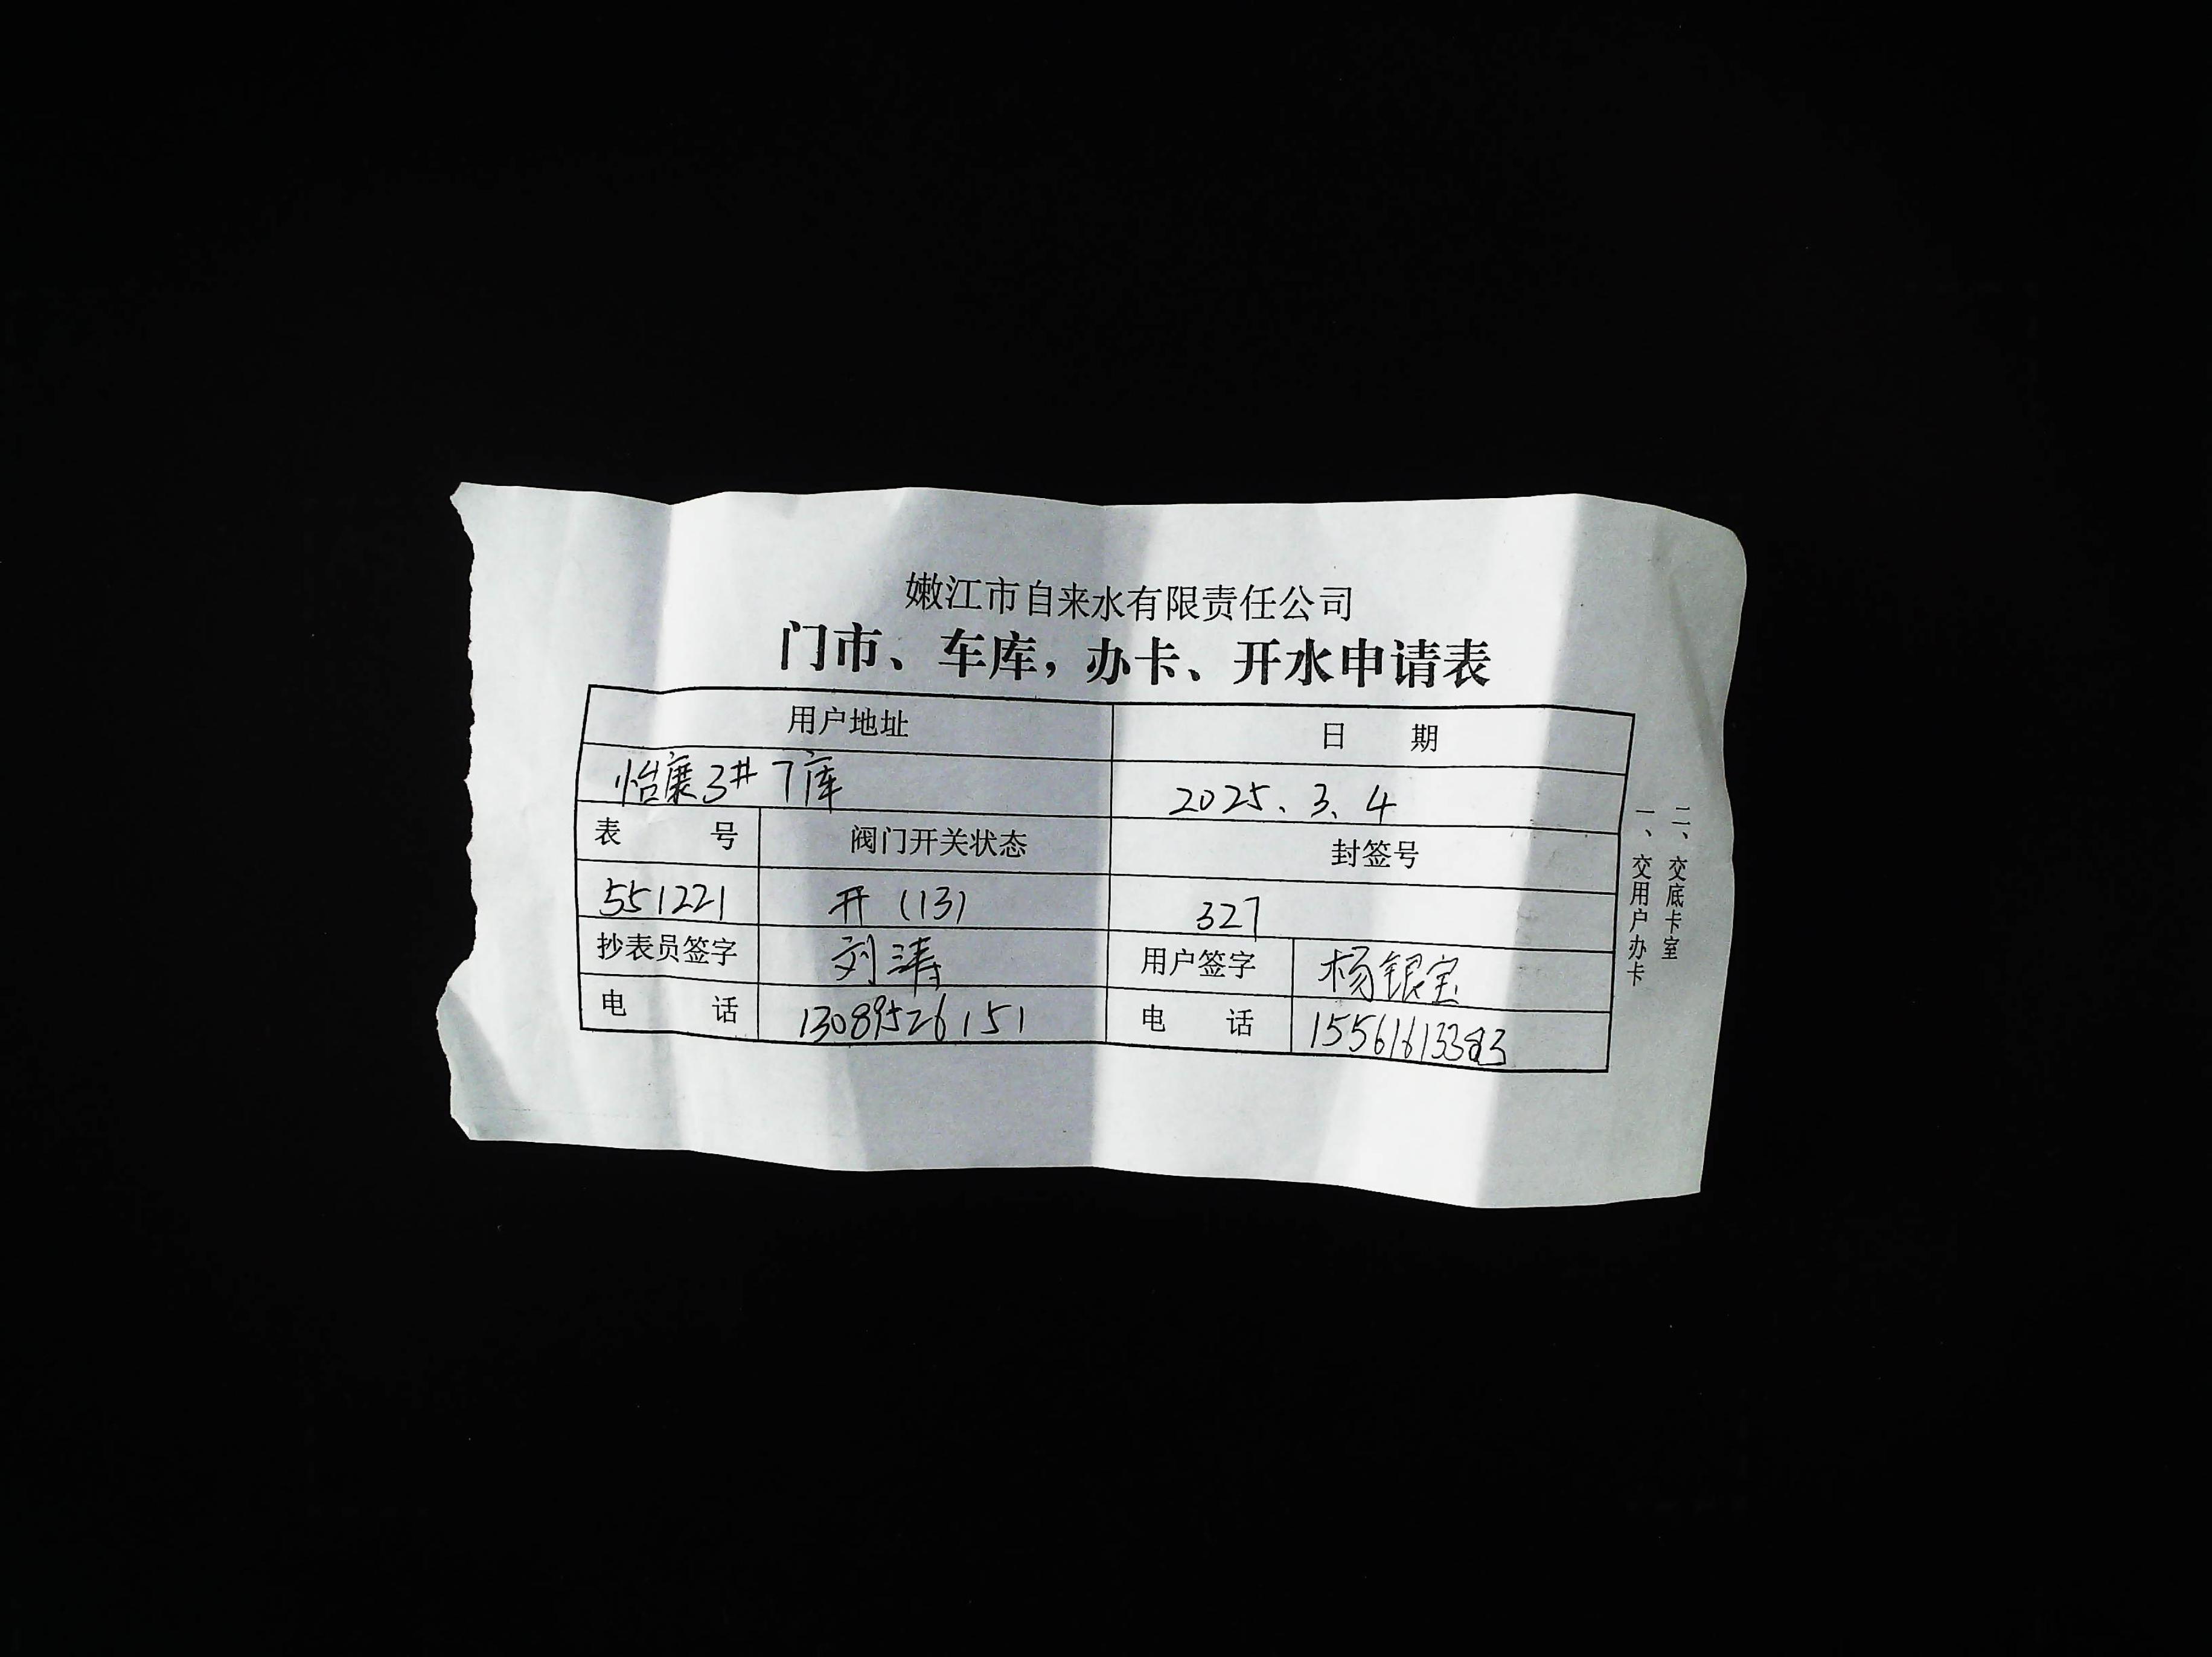 嫩江市自来水有限责任公司
门市、车库，办卡、开水申请表
用户地址 日 期
怡康3#7库 2025、3、4
表 号 阀门开关状态 封签号
551221 开(13) 327
抄表员签字 刘涛 用户签字 杨银宝
电 话 13089526151 电 话
一、交用户办卡
二、交底卡室